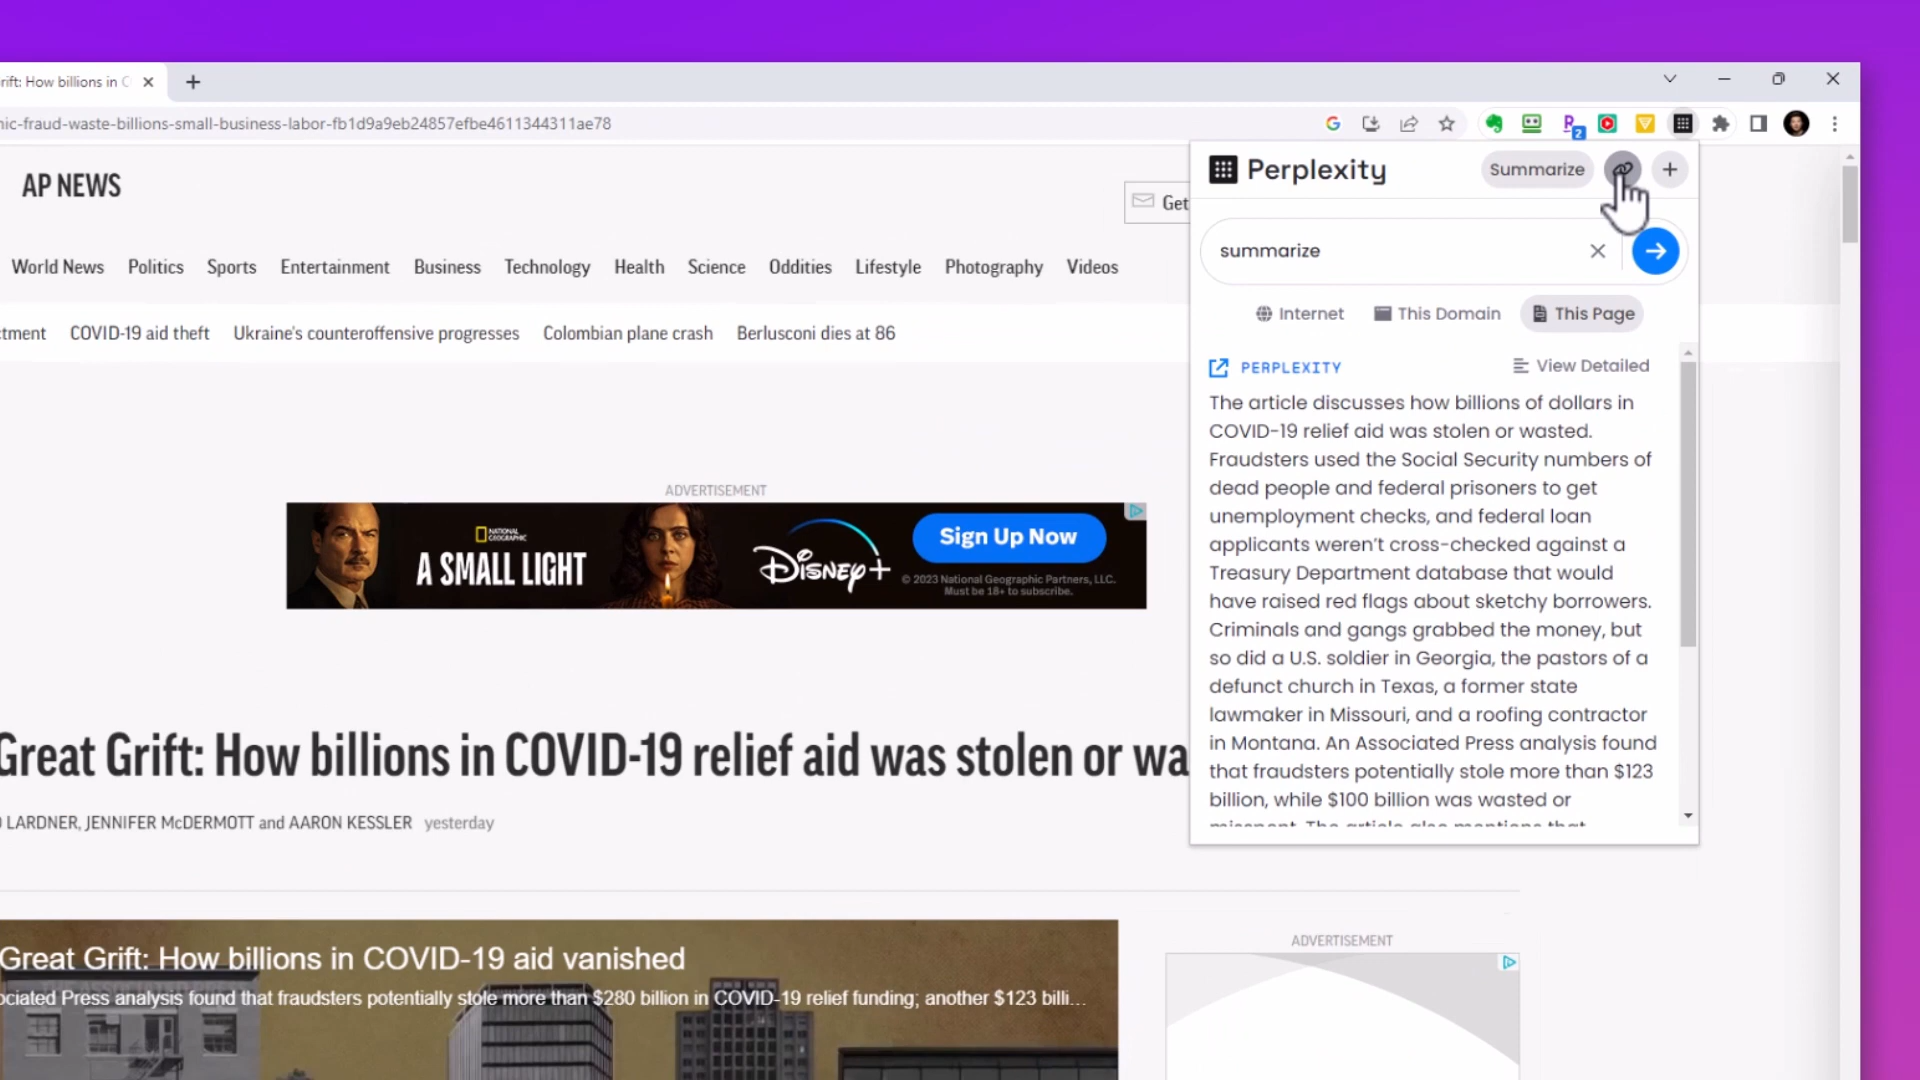 rift: How billions in C
nic-fraud-waste-billions-small-business-labor-fb1d9a9eb24857efbe4611344311ae78
2
AP NEWS
Get
World News Politics Sports Entertainment Business Technology Health Science Oddities Lifestyle Photography Videos
tment COVID-19 aid theft Ukraine's counteroffensive progresses Colombian plane crash Berlusconi dies at 86
ADVERTISEMENT
NATIONAL
GEOGRAPHIC
A SMALL LIGHT
Disney+
Sign Up Now
© 2023 National Geographic Partners, LLC.
Must be 18+ to subscribe.
Great Grift: How billions in COVID-19 relief aid was stolen or wa
LARDNER, JENNIFER McDERMOTT and AARON KESSLER yesterday
Great Grift: How billions in COVID-19 aid vanished
ociated Press analysis found that fraudsters potentially stole more than $280 billion in COVID-19 relief funding; another $123 billi...
ADVERTISEMENT
Perplexity
Summarize
summarize
Internet This Domain This Page
PERPLEXITY View Detailed
The article discusses how billions of dollars in
COVID-19 relief aid was stolen or wasted.
Fraudsters used the Social Security numbers of
dead people and federal prisoners to get
unemployment checks, and federal loan
applicants weren't cross-checked against a
Treasury Department database that would
have raised red flags about sketchy borrowers.
Criminals and gangs grabbed the money, but
so did a U.S. soldier in Georgia, the pastors of a
defunct church in Texas, a former state
lawmaker in Missouri, and a roofing contractor
in Montana. An Associated Press analysis found
that fraudsters potentially stole more than $123
billion, while $100 billion was wasted or
misspent. The article also mentions that